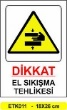 DİKKAT
EL SIKIŞMA
TEHLİKESİ
ETK011 - 18X26 cm